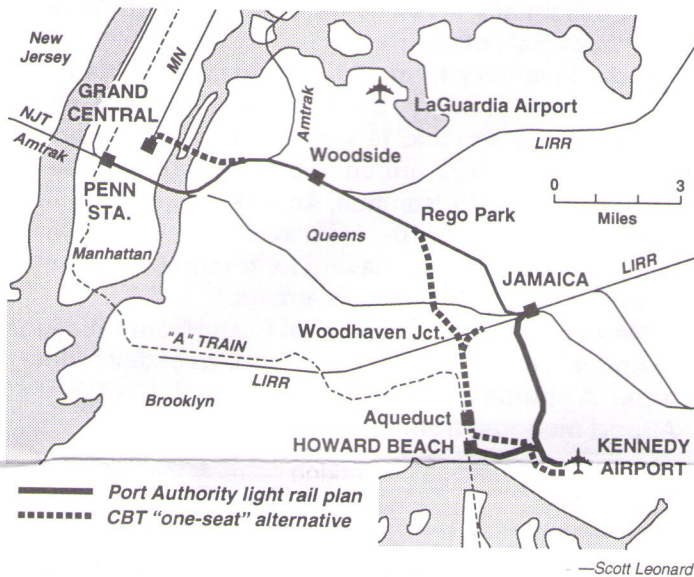 New
Jersey
MN
GRAND
CENTRAL
NJT
Amtrak
PENN
STA.
Manhattan
Amtrak
LaGuardia Airport
Woodside
LIRR
0 3
Miles
Rego Park
Queens
JAMAICA
LIRR
Woodhaven Jct.
"A" TRAIN
LIRR
Brooklyn
Aqueduct
HOWARD BEACH
KENNEDY
AIRPORT
Port Authority light rail plan
CBT "one-seat" alternative
—Scott Leonard